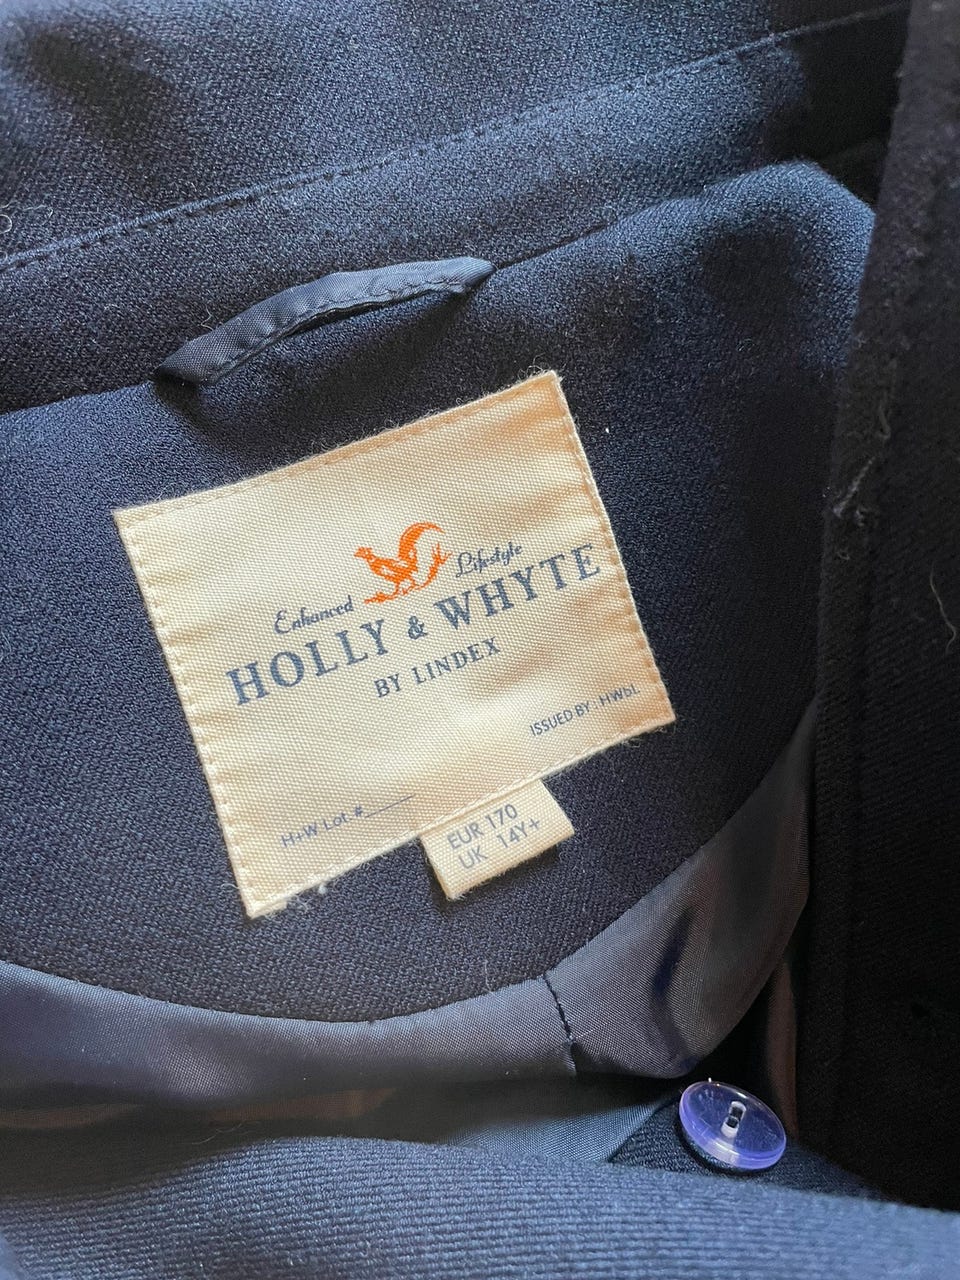 Enhanced Lifestyle
HOLLY & WHYTE
BY LINDEX
ISSUED BY : HWbL
H+W Lot. #
EUR 170
UK 14Y+